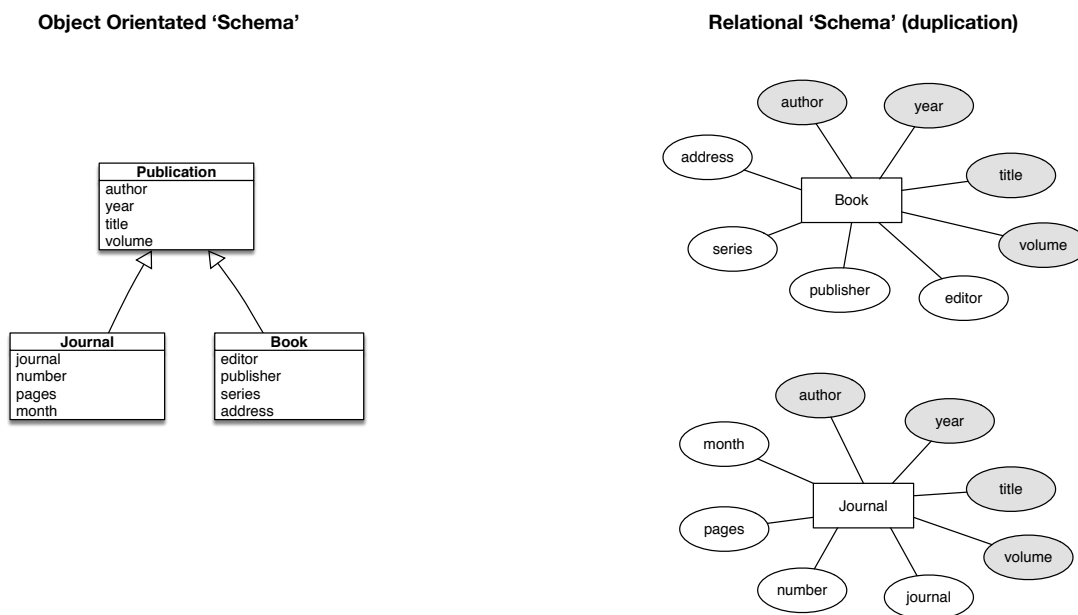 Object Orientated ‘Schema’
Publication
author
year
title
volume
Journal
journal
number
pages
month
Book
editor
publisher
series
address
Relational ‘Schema’ (duplication)
author
year
address
title
Book
series
volume
publisher
editor
author
year
month
title
Journal
pages
volume
number
journal